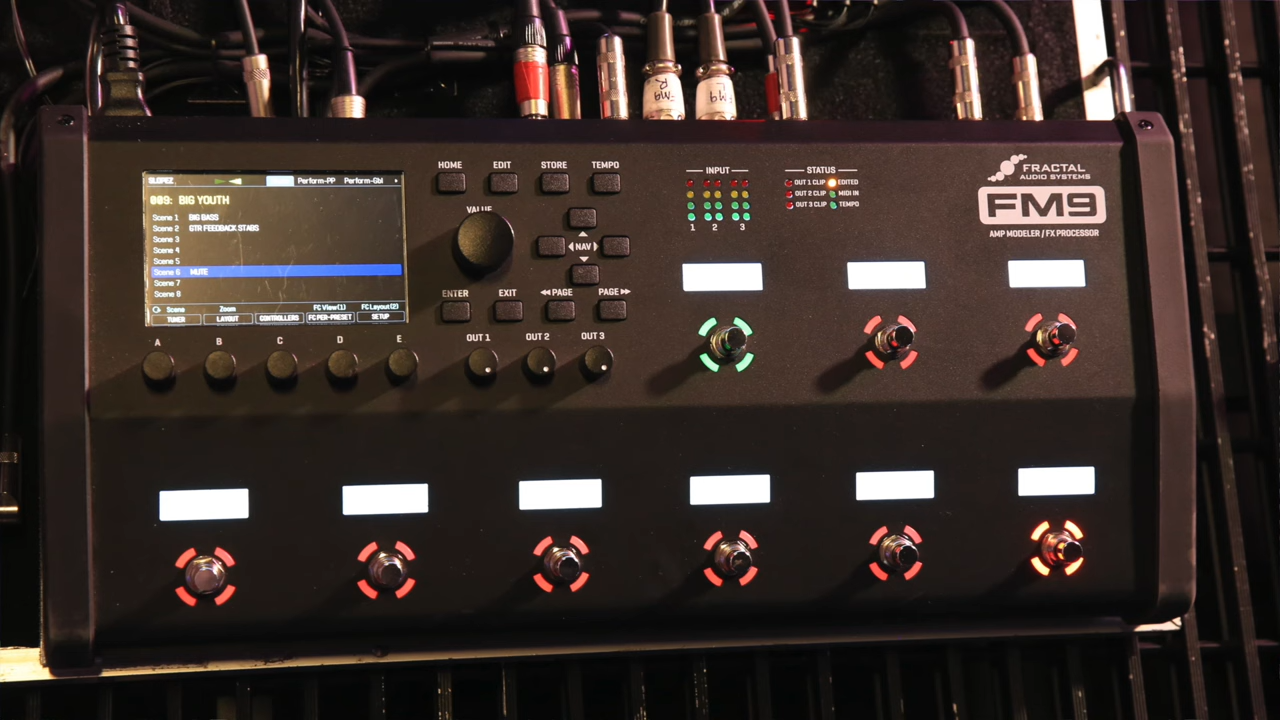 FM9
R
FM9
L
HOME EDIT STORE TEMPO
VALUE
NAV
ENTER EXIT PAGE PAGE
A B C D E
OUT 1 OUT 2 OUT 3
Perform-PP Perform-Gbl
009: BIG YOUTH
Scene 1 BIG BASS
Scene 2 GTR FEEDBACK STABS
Scene 3
Scene 4
Scene 5
Scene 6 MUTE
Scene 7
Scene 8
Scene Zoom FC View(1) FC Layout(2)
TUNER LAYOUT CONTROLLERS FC PER-PRESET SETUP
INPUT
1 2 3
STATUS
OUT 1 CLIP EDITED
OUT 2 CLIP MIDI IN
OUT 3 CLIP TEMPO
FRACTAL
AUDIO SYSTEMS
FM9
AMP MODELER / FX PROCESSOR